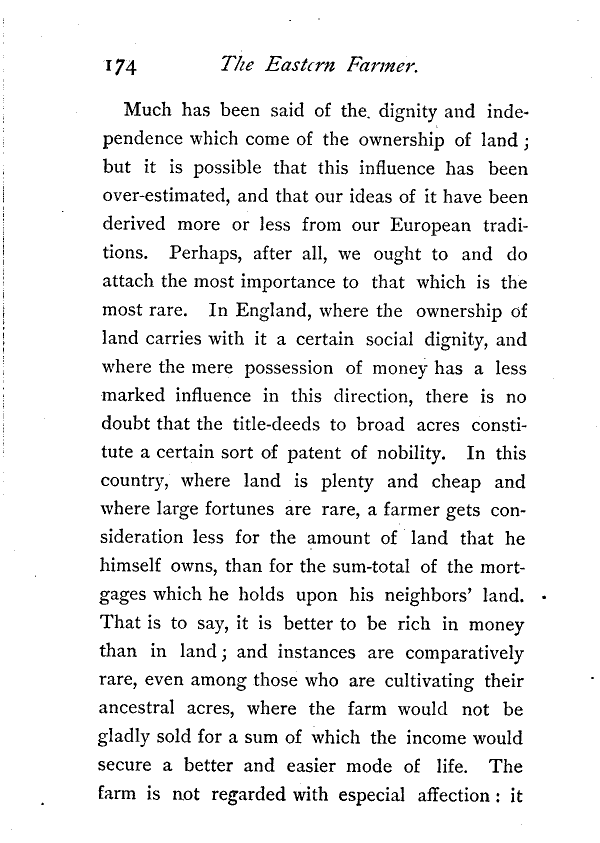 174 The Eastern Farmer.
Much has been said of the dignity and inde-
pendence which come of the ownership of land ;
but it is possible that this influence has been
over-estimated, and that our ideas of it have been
derived more or less from our European tradi-
tions. Perhaps, after all, we ought to and do
attach the most importance to that which is the
most rare. In England, where the ownership of
land carries with it a certain social dignity, and
where the mere possession of money has a less
marked influence in this direction, there is no
doubt that the title-deeds to broad acres consti-
tute a certain sort of patent of nobility. In this
country, where land is plenty and cheap and
where large fortunes are rare, a farmer gets con-
sideration less for the amount of land that he
himself owns, than for the sum-total of the mort-
gages which he holds upon his neighbors' land.
That is to say, it is better to be rich in money
than in land ; and instances are comparatively
rare, even among those who are cultivating their
ancestral acres, where the farm would not be
gladly sold for a sum of which the income would
secure a better and easier mode of life. The
farm is not regarded with especial affection : it